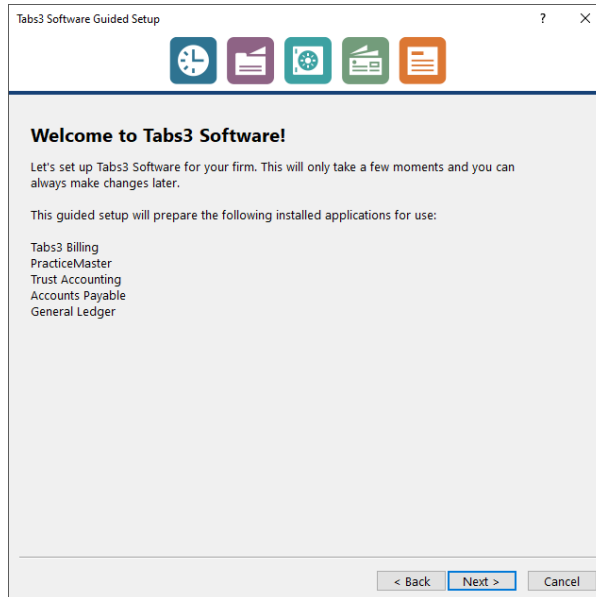 Tabs3 Software Guided Setup
?
Welcome to Tabs3 Software!
Let's set up Tabs3 Software for your firm. This will only take a few moments and you can
always make changes later.
This guided setup will prepare the following installed applications for use:
Tabs3 Billing
PracticeMaster
Trust Accounting
Accounts Payable
General Ledger
< Back Next > Cancel